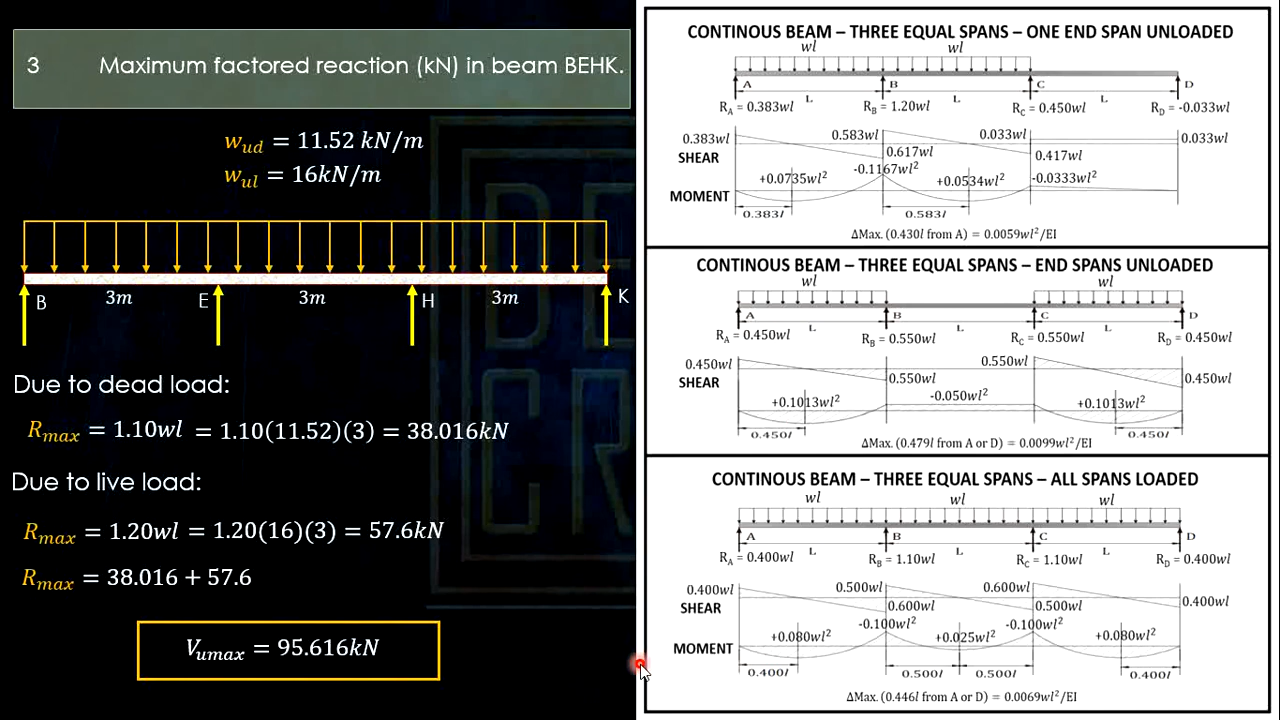 3 Maximum factored reaction (kN) in beam BEHK.
w_ud = 11.52 kN/m
w_ul = 16kN/m
B 3m E 3m H 3m K
Due to dead load:
R_max = 1.10wl = 1.10(11.52)(3) = 38.016kN
Due to live load:
R_max = 1.20wl = 1.20(16)(3) = 57.6kN
R_max = 38.016 + 57.6
V_umax = 95.616kN
CONTINOUS BEAM – THREE EQUAL SPANS – ONE END SPAN UNLOADED
wl wl
A B C D
L L L
R_A = 0.383wl R_B = 1.20wl R_C = 0.450wl R_D = -0.033wl
0.383wl 0.583wl 0.033wl 0.033wl
SHEAR 0.617wl 0.417wl
+0.0735wl² -0.1167wl² +0.0534wl² -0.0333wl²
MOMENT
0.383l 0.583l
ΔMax. (0.430l from A) = 0.0059wl²/EI
CONTINOUS BEAM – THREE EQUAL SPANS – END SPANS UNLOADED
wl wl
A B C D
L L L
R_A = 0.450wl R_B = 0.550wl R_C = 0.550wl R_D = 0.450wl
0.450wl 0.550wl
SHEAR 0.550wl 0.450wl
+0.1013wl² -0.050wl² +0.1013wl²
0.450l 0.450l
ΔMax. (0.479l from A or D) = 0.0099wl²/EI
CONTINOUS BEAM – THREE EQUAL SPANS – ALL SPANS LOADED
wl wl wl
A B C D
L L L
R_A = 0.400wl R_B = 1.10wl R_C = 1.10wl R_D = 0.400wl
0.400wl 0.500wl 0.600wl 0.400wl
SHEAR 0.600wl 0.500wl
-0.100wl² -0.100wl²
+0.080wl² +0.025wl² +0.080wl²
MOMENT
0.400l 0.500l 0.500l 0.400l
ΔMax. (0.446l from A or D) = 0.0069wl²/EI